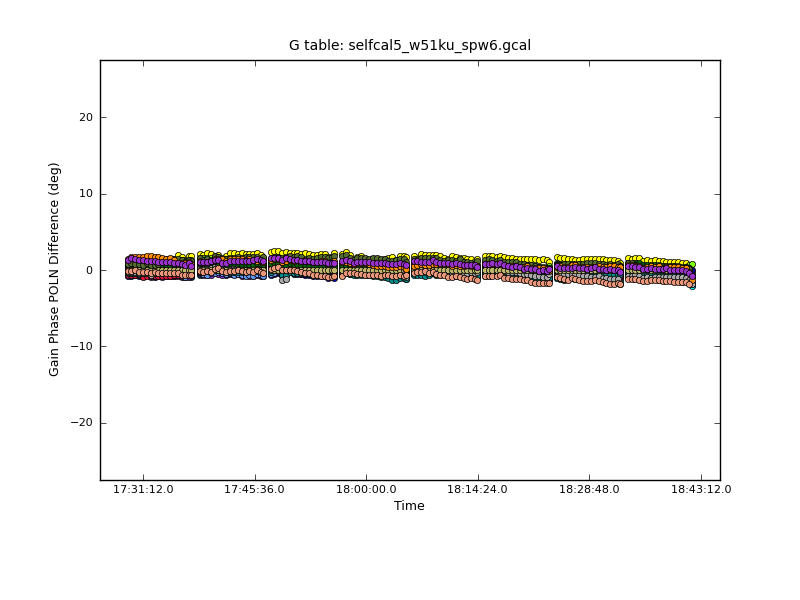 G table: selfcal5_w51ku_spw6.gcal
Gain Phase POLN Difference (deg)
20
10
0
−10
−20
17:31:12.0 17:45:36.0 18:00:00.0 18:14:24.0 18:28:48.0 18:43:12.0
Time